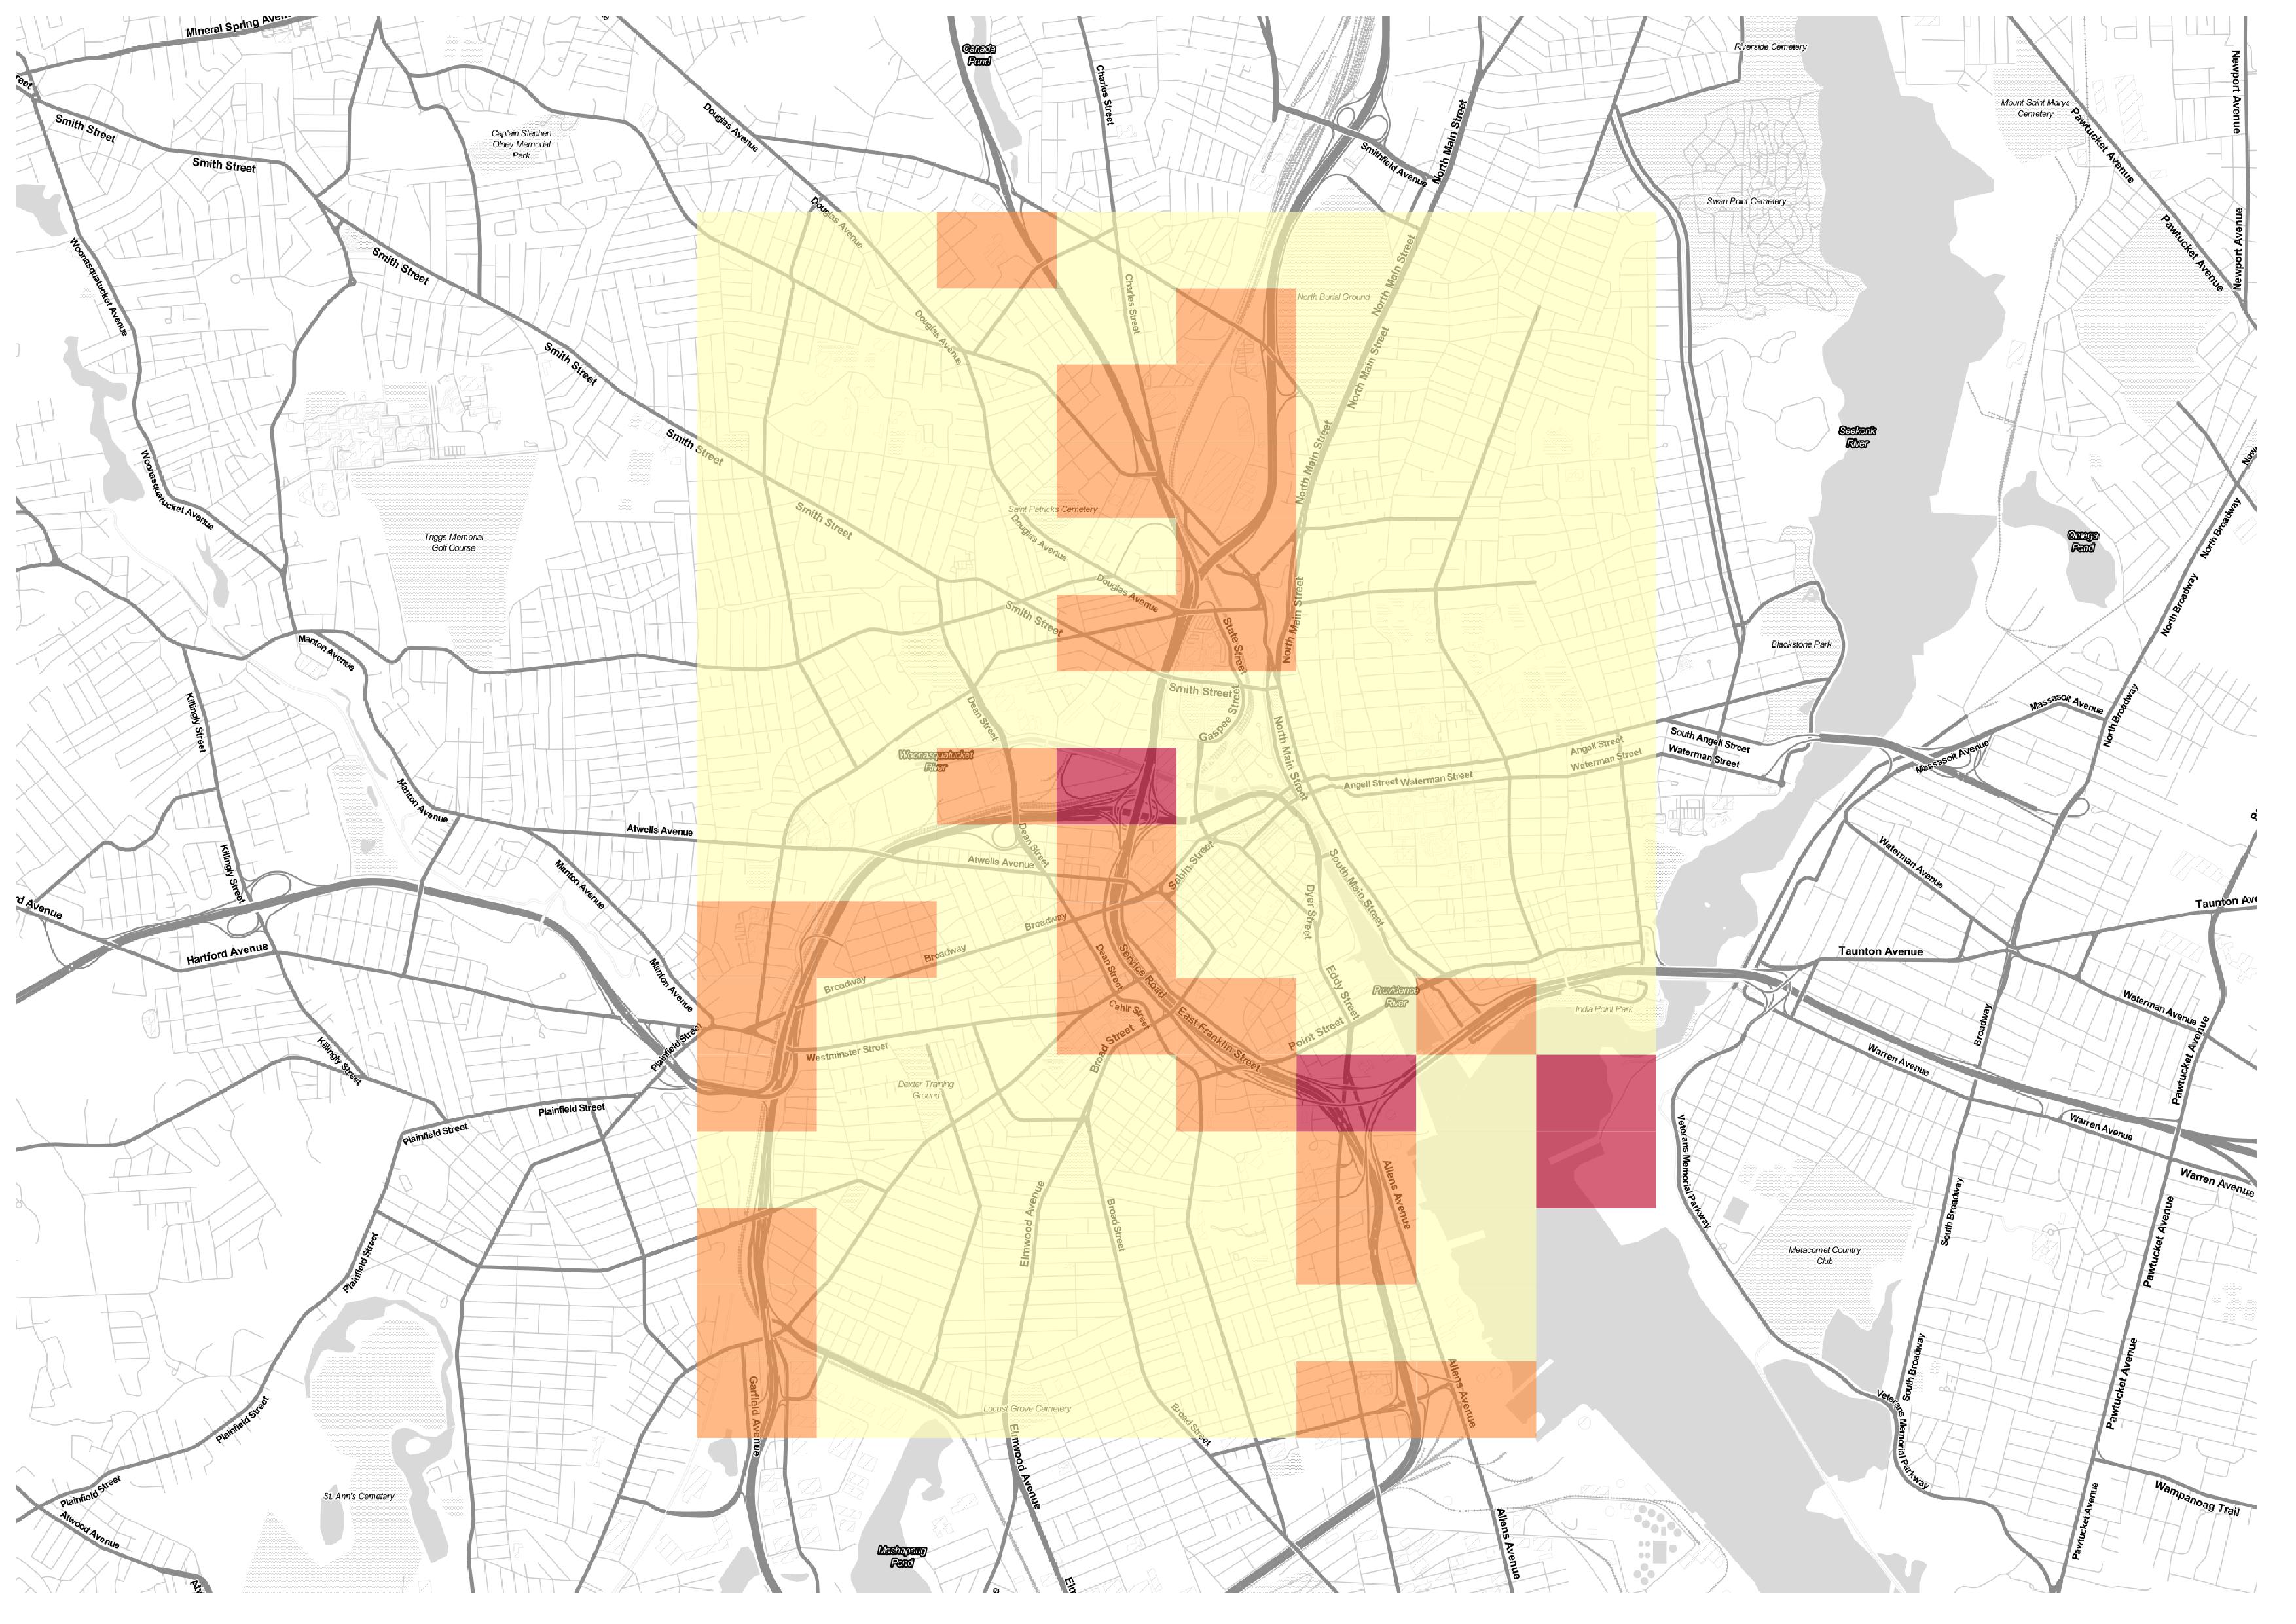 Mineral Spring
Canada
Pond
Riverside Cemetery
Newport Avenue
Charles Street
Smith Street
Douglas Avenue
Captain Stephen
Olney Memorial
Park
Smith Street
Smithfield Avenue
North Main Street
Mount Saint Marys
Cemetery
Pawtucket Avenue
Swan Point Cemetery
Douglas Avenue
Pawtucket Avenue
Newport Avenue
Woonasquatucket Avenue
Smith Street
Charles Street
North Burial Ground
North Main Street
Douglas Avenue
Smith Street
North Main Street
Smith Street
Seekonk
River
North Main Street
Woonasquatucket Avenue
Smith Street
Saint Patricks Cemetery
Douglas Avenue
Triggs Memorial
Golf Course
Omega
Pond
North Broadway
Douglas Avenue
Smith Street
State Street
North Main Street
North Broadway
Manton Avenue
Blackstone Park
Killingly Street
Dean Street
Smith Street
Gaspee Street
North Main Street
Massasoit Avenue
North Broadway
South Angell Street
Waterman Street
Angell Street
Waterman Street
Massasoit Avenue
Woonasquatucket
River
Angell Street
Waterman Street
Manton Avenue
Atwells Avenue
Dean Street
Atwells Avenue
Sabin Street
South Main Street
Waterman Avenue
Killingly Street
Manton Avenue
Dyer Street
rd Avenue
Taunton Ave
Broadway
Hartford Avenue
Broadway
Dean Street
Service Road
Taunton Avenue
Manton Avenue
Broadway
Eddy Street
Providence
River
Waterman Avenue
India Point Park
Cahir Street
East Franklin Street
Point Street
Broadway
Plainfield Street
Westminster Street
Broad Street
Warren Avenue
Pawtucket Avenue
Killingly Street
Dexter Training
Ground
Plainfield Street
Plainfield Street
Warren Avenue
Veterans Memorial Parkway
Allens Avenue
Warren Avenue
Elmwood Avenue
Broad Street
South Broadway
Pawtucket Avenue
Plainfield Street
Metacomet Country
Club
South Broadway
Pawtucket Avenue
Garfield Avenue
Allens Avenue
Locust Grove Cemetery
Broad Street
Plainfield Street
Veterans Memorial Parkway
Elmwood Avenue
St. Ann's Cemetary
Plainfield Street
Atwood Avenue
Wampanoag Trail
Pawtucket Avenue
Allens Avenue
Mashapaug
Pond